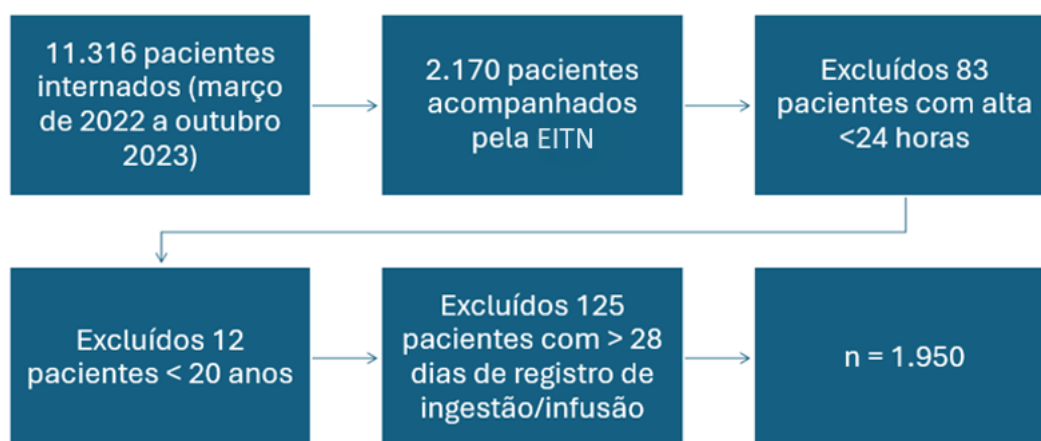 11.316 pacientes
internados (março
de 2022 a outubro
2023)
2.170 pacientes
acompanhados
pela EITN
Excluídos 83
pacientes com alta
<24 horas
Excluídos 12
pacientes < 20 anos
Excluídos 125
pacientes com > 28
dias de registro de
ingestão/infusão
n = 1.950